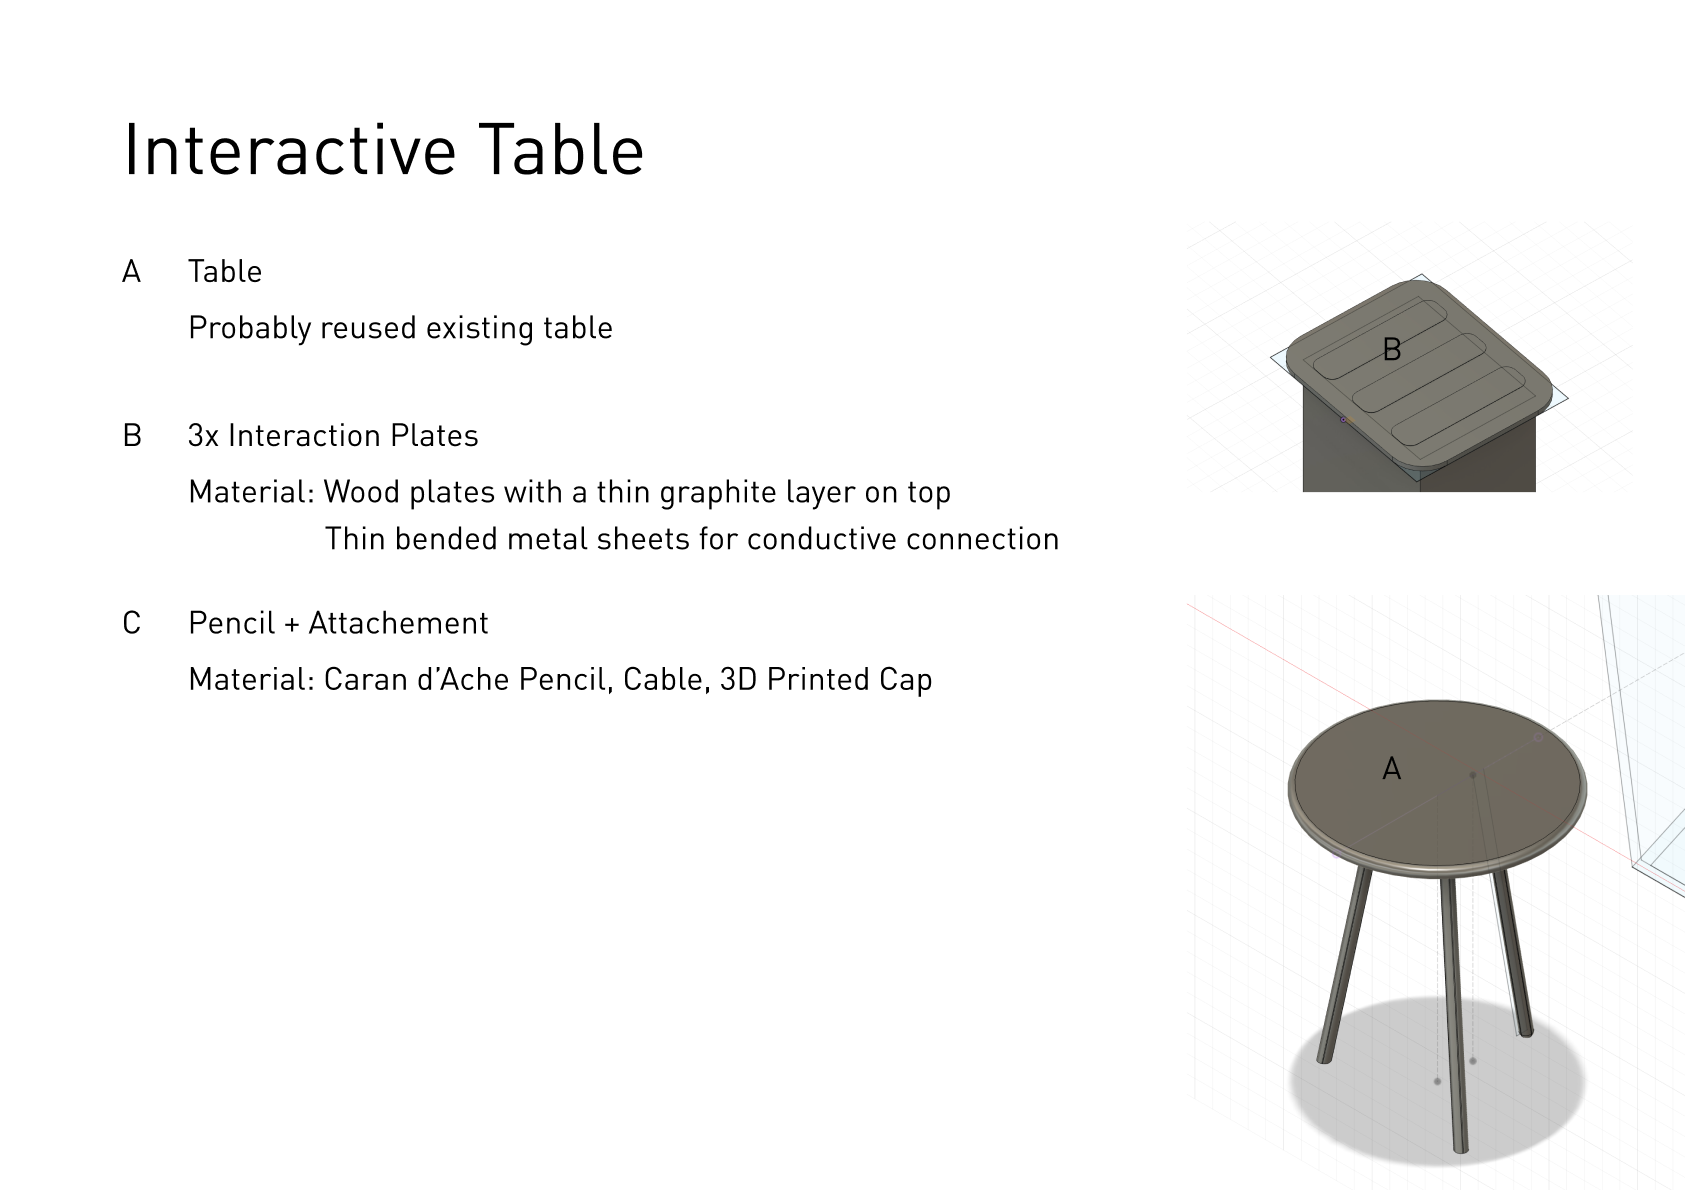 Interactive Table
A Table
Probably reused existing table
B 3x Interaction Plates
Material: Wood plates with a thin graphite layer on top
Thin bended metal sheets for conductive connection
C Pencil + Attachement
Material: Caran d’Ache Pencil, Cable, 3D Printed Cap
B
A